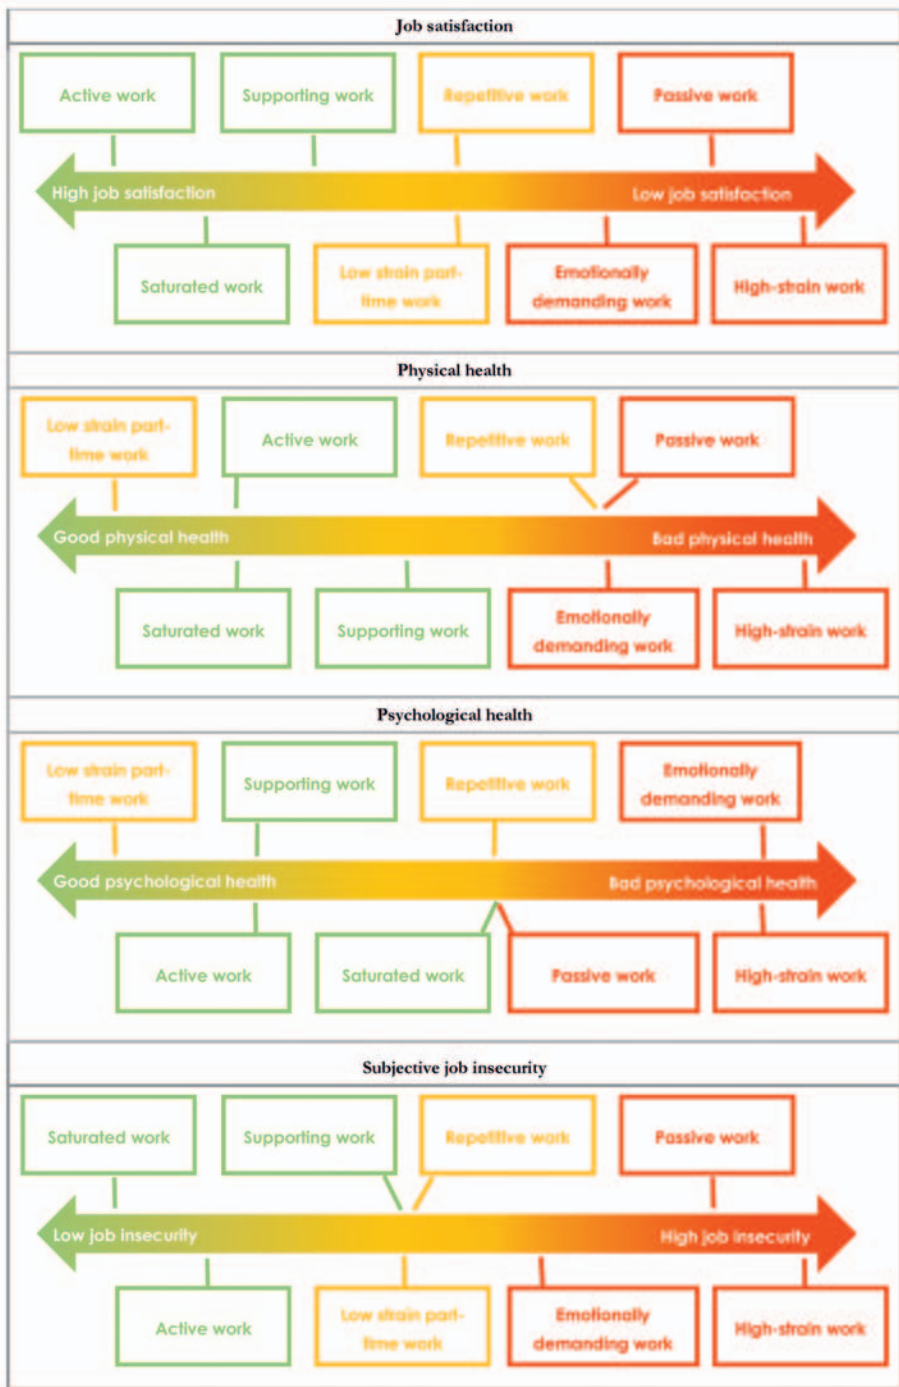 Job satisfaction
Active work
Supporting work
Repetitive work
Passive work
High job satisfaction
Low job satisfaction
Saturated work
Low strain part-
time work
Emotionally
demanding work
High-strain work
Physical health
Low strain part-
time work
Active work
Repetitive work
Passive work
Good physical health
Bad physical health
Saturated work
Supporting work
Emotionally
demanding work
High-strain work
Psychological health
Low strain part-
time work
Supporting work
Repetitive work
Emotionally
demanding work
Good psychological health
Bad psychological health
Active work
Saturated work
Passive work
High-strain work
Subjective job insecurity
Saturated work
Supporting work
Repetitive work
Passive work
Low job insecurity
High job insecurity
Active work
Low strain part-
time work
Emotionally
demanding work
High-strain work